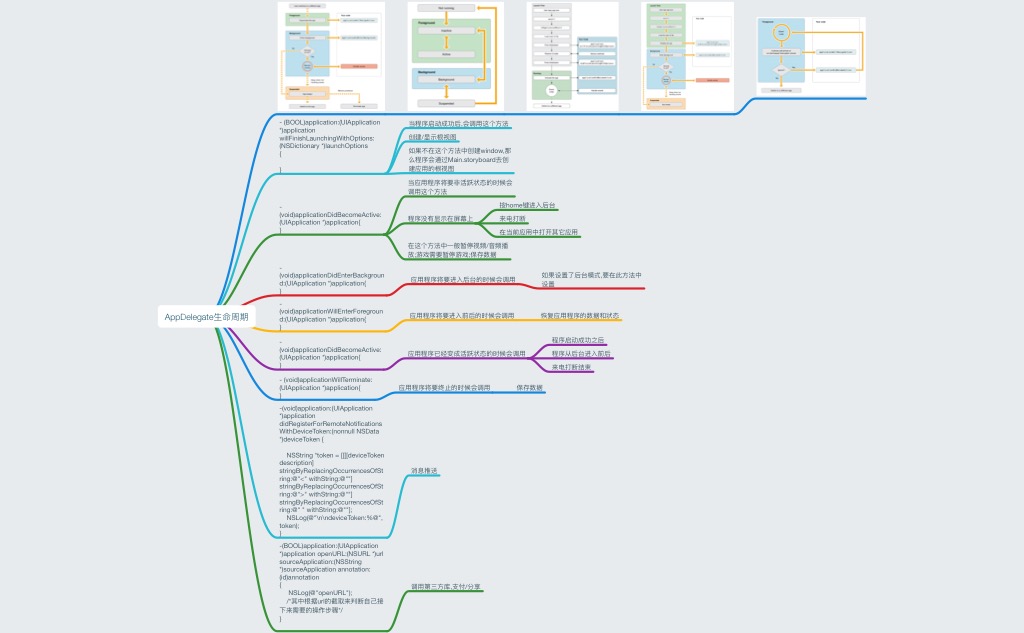 Not running
Foreground
Inactive
Active
Background
Background
Suspended
AppDelegate生命周期
- (BOOL)application:(UIApplication
*)application
willFinishLaunchingWithOptions:
(NSDictionary *)launchOptions
{
}
当程序启动成功后,会调用这个方法
创建/显示根视图
如果不在这个方法中创建window,那
么程序会通过Main.storyboard去创
建应用的根视图
-
(void)applicationDidBecomeActive:
(UIApplication *)application{
}
当应用程序将要非活跃状态的时候会
调用这个方法
程序没有显示在屏幕上
按home键进入后台
来电打断
在当前应用中打开其它应用
在这个方法中一般暂停视频/音频播
放;游戏需要暂停游戏;保存数据
-
(void)applicationDidEnterBackgroun
d:(UIApplication *)application{
}
应用程序将要进入后台的时候会调用
如果设置了后台模式,要在此方法中
设置
-
(void)applicationWillEnterForegroun
d:(UIApplication *)application{
}
应用程序将要进入前后的时候会调用
恢复应用程序的数据和状态
-
(void)applicationDidBecomeActive:
(UIApplication *)application{
}
应用程序已经变成活跃状态的时候会调用
程序启动成功之后
程序从后台进入前后
来电打断结束
- (void)applicationWillTerminate:
(UIApplication *)application{
}
应用程序将要终止的时候会调用
保存数据
-(void)application:(UIApplication
*)application
didRegisterForRemoteNotifications
WithDeviceToken:(nonnull NSData
*)deviceToken {
NSString *token = [[[[deviceToken
description]
stringByReplacingOccurrencesOfSt
ring:@"<" withString:@""]
stringByReplacingOccurrencesOfSt
ring:@">" withString:@""]
stringByReplacingOccurrencesOfSt
ring:@" " withString:@""];
NSLog(@"\n\ndeviceToken:%@",
token);
}
消息推送
-(BOOL)application:(UIApplication
*)application openURL:(NSURL *)url
sourceApplication:(NSString
*)sourceApplication annotation:
(id)annotation
{
NSLog(@"openURL");
/*其中根据url的截取来判断自己接
下来需要的操作步骤*/
}
调用第三方库,支付/分享